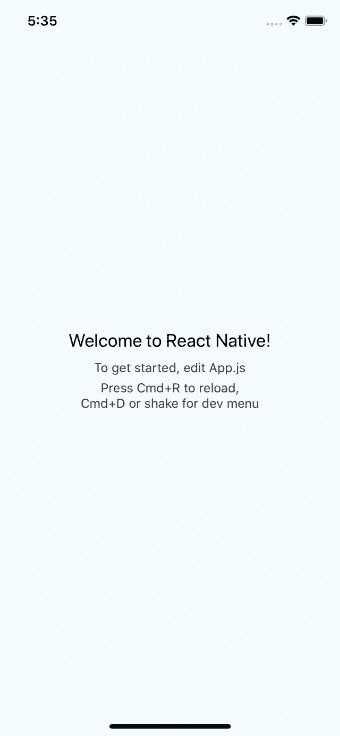 5:35
Welcome to React Native!
To get started, edit App.js
Press Cmd+R to reload,
Cmd+D or shake for dev menu